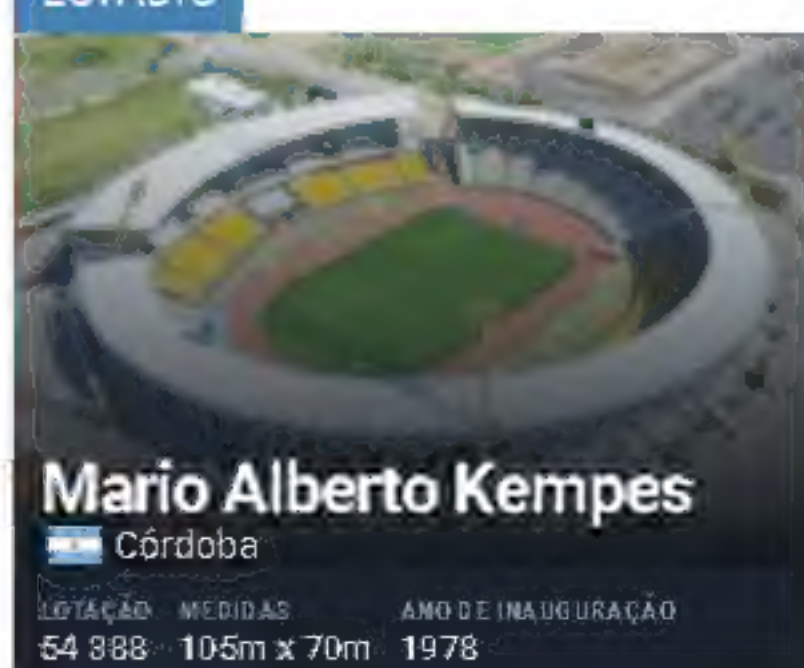 Mario Alberto Kempes
Córdoba
LOTAÇÃO MEDIDAS ANO DE INAUGURAÇÃO
54 388 105m x 70m 1978